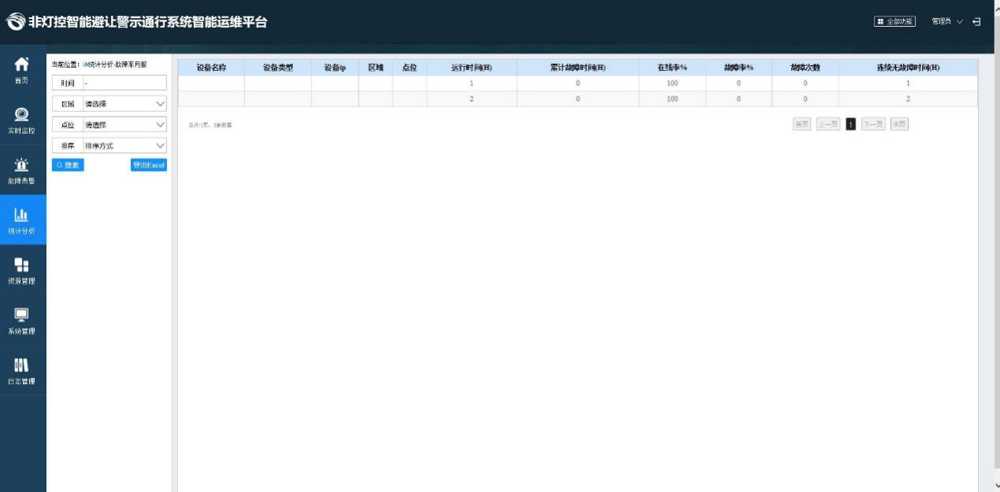 非灯控智能避让警示通行系统智能运维平台
全部功能 管理员
首页
实时监控
故障告警
统计分析
资源管理
系统管理
日志管理
当前位置：统计分析-故障率月报
时间 -
区域 请选择
点位 请选择
排序 排序方式
搜索 导出Excel
设备名称 设备类型 设备ip 区域 点位 运行时间(H) 累计故障时间(H) 在线率% 故障率% 故障次数 连续无故障时间(H)
1 0 100 0 0 1
2 0 100 0 0 2
总共:1页，2条数据 首页 上一页 1 下一页 末页